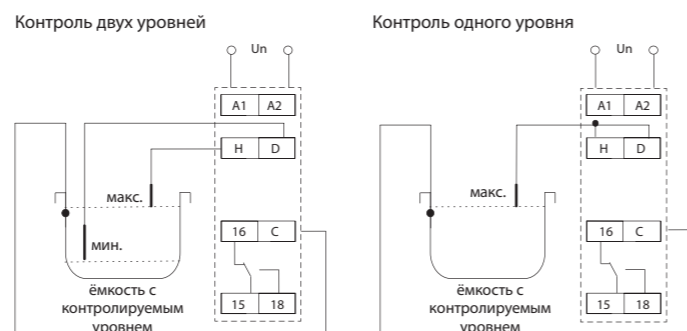 Контроль двух уровней
Un
A1 A2
H D
макс.
мин.
16 C
15 18
ёмкость с
контролируемым
уровнем
Контроль одного уровня
Un
A1 A2
H D
макс.
16 C
15 18
ёмкость с
контролируемым
уровнем